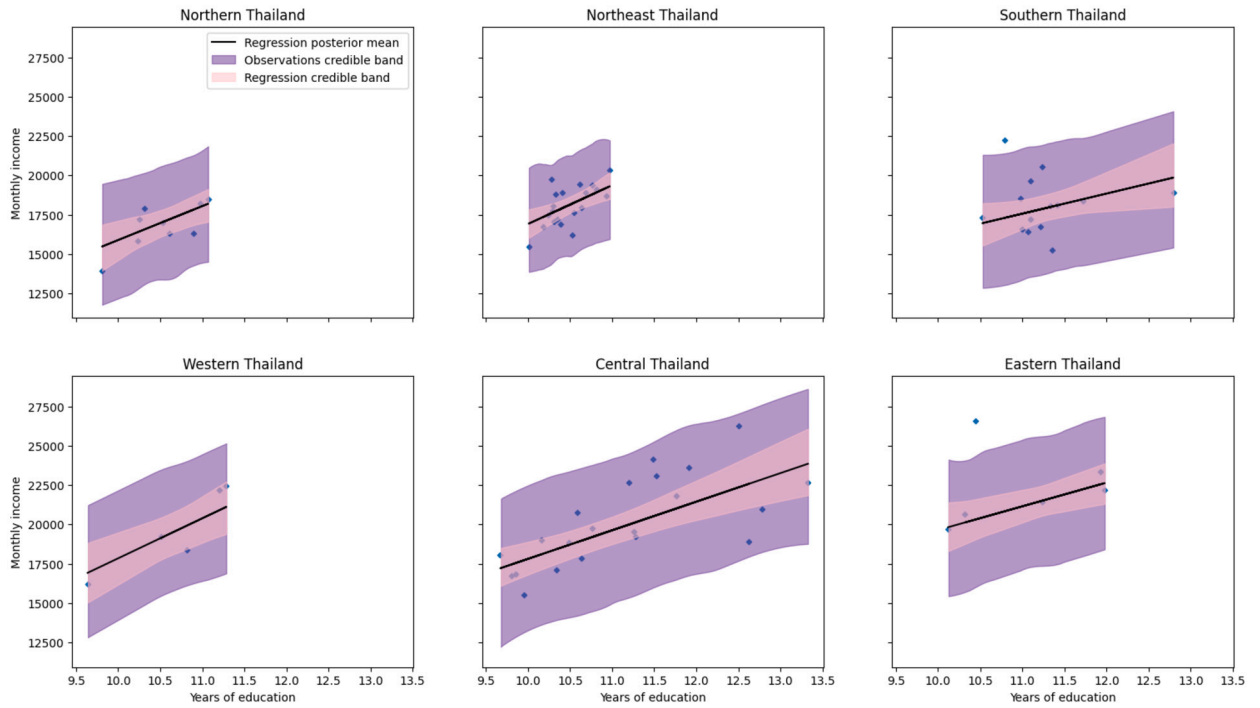 Northern Thailand
Northeast Thailand
Southern Thailand
Regression posterior mean
Observations credible band
Regression credible band
Monthly income
27500
25000
22500
20000
17500
15000
12500
Western Thailand
Central Thailand
Eastern Thailand
Monthly income
27500
25000
22500
20000
17500
15000
12500
9.5 10.0 10.5 11.0 11.5 12.0 12.5 13.0 13.5
Years of education
9.5 10.0 10.5 11.0 11.5 12.0 12.5 13.0 13.5
Years of education
9.5 10.0 10.5 11.0 11.5 12.0 12.5 13.0 13.5
Years of education